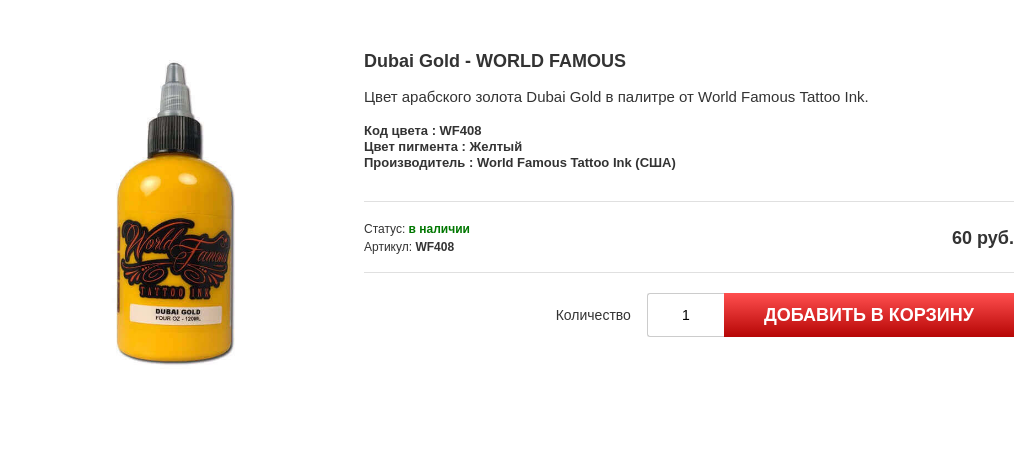 Dubai Gold - WORLD FAMOUS
Цвет арабского золота Dubai Gold в палитре от World Famous Tattoo Ink.
Код цвета : WF408
Цвет пигмента : Желтый
Производитель : World Famous Tattoo Ink (США)
Статус: в наличии
Артикул: WF408
60 руб.
Количество
1
ДОБАВИТЬ В КОРЗИНУ
World Famous
TATTOO INK
DUBAI GOLD
FOUR OZ - 120ML